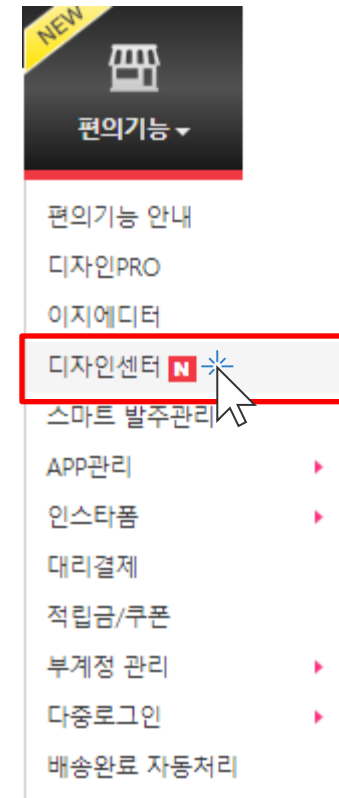 NEW
편의기능
편의기능 안내
디자인PRO
이지에디터
디자인센터 N
스마트 발주관리
APP관리
인스타폼
대리결제
적립금/쿠폰
부계정 관리
다중로그인
배송완료 자동처리